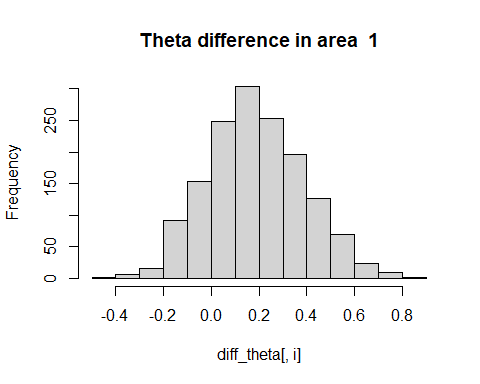 Theta difference in area  1
Frequency
250
150
50
0
-0.4 -0.2 0.0 0.2 0.4 0.6 0.8
diff_theta[, i]